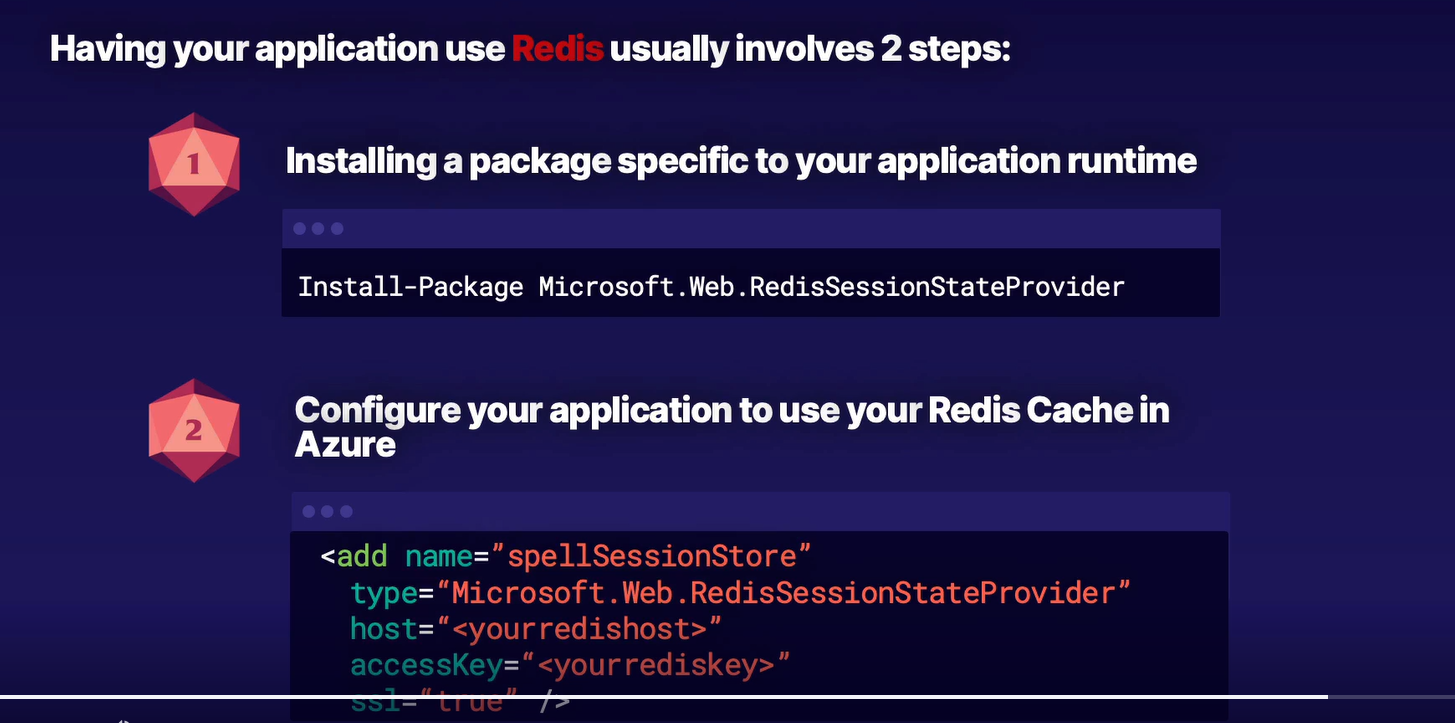 Having your application use Redis usually involves 2 steps:
1
Installing a package specific to your application runtime
Install-Package Microsoft.Web.RedisSessionStateProvider
2
Configure your application to use your Redis Cache in
Azure
<add name=”spellSessionStore”
type=“Microsoft.Web.RedisSessionStateProvider”
host=“<yourredishost>”
accessKey=“<yourrediskey>”
ssl=“true” />